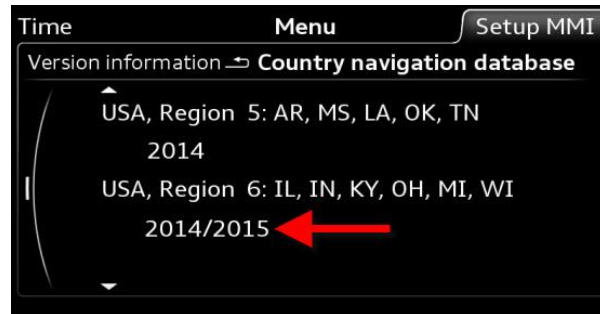 Time Menu Setup MMI
Version information Country navigation database
USA, Region 5: AR, MS, LA, OK, TN
2014
USA, Region 6: IL, IN, KY, OH, MI, WI
2014/2015